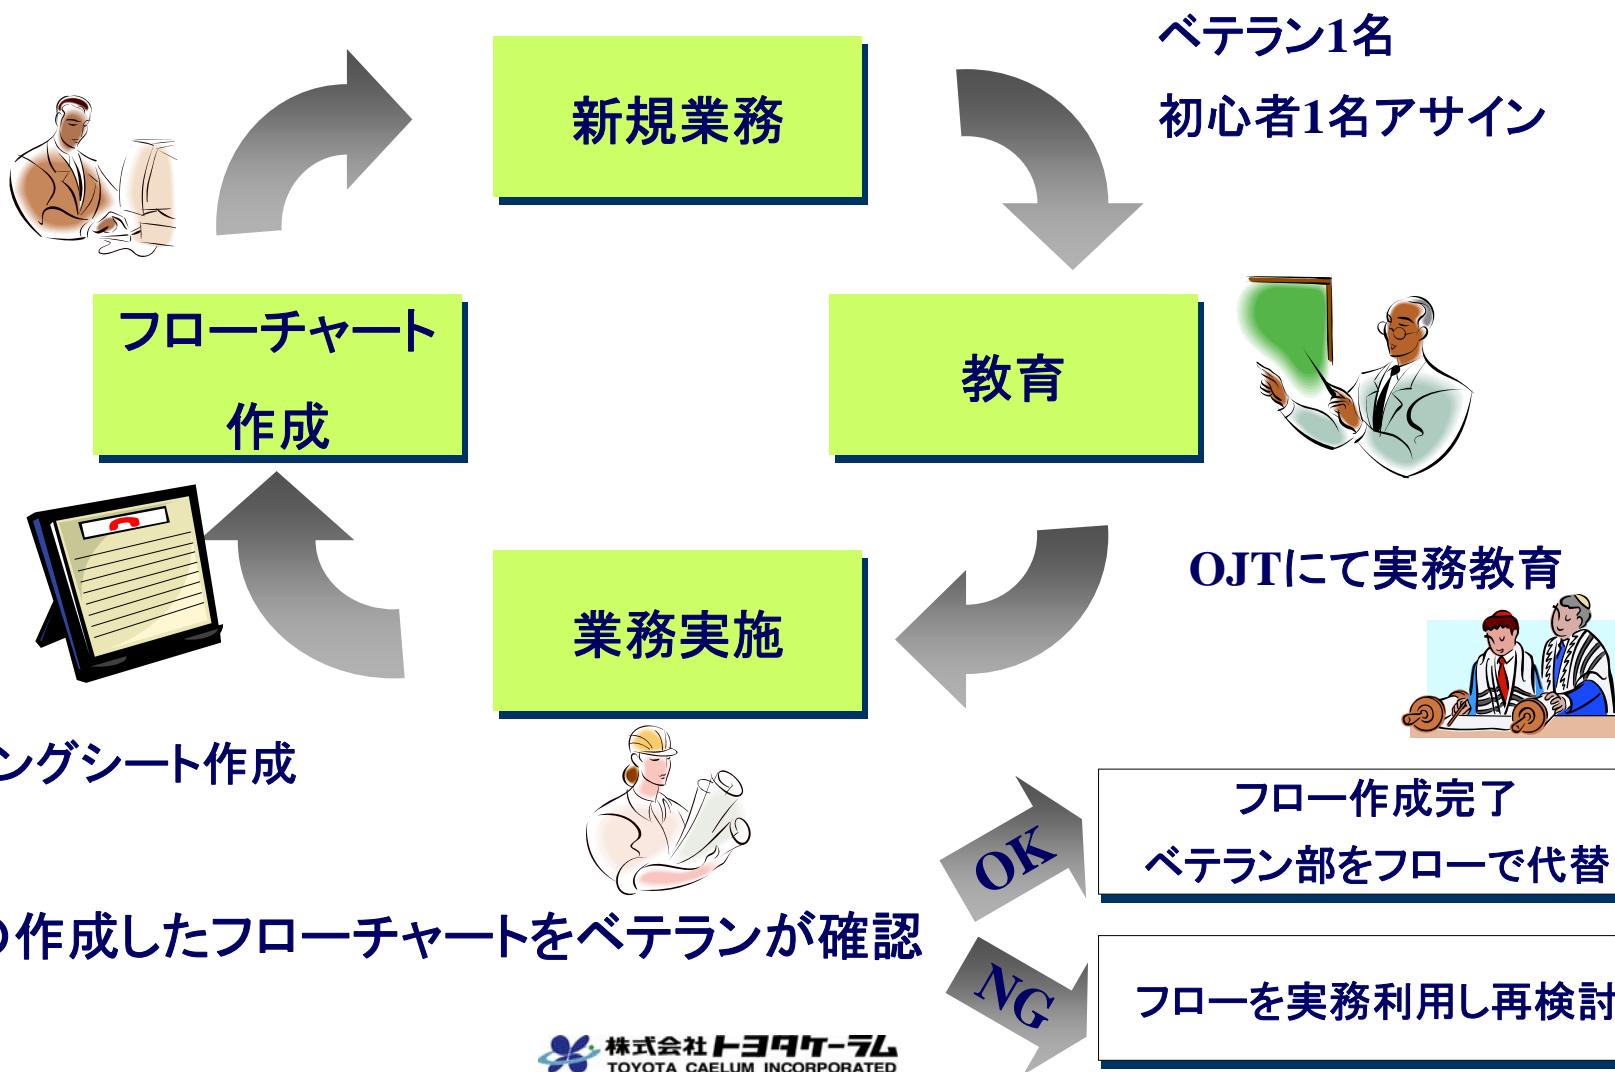 ベテラン1名
初心者1名アサイン
新規業務
フローチャート
作成
教育
OJTにて実務教育
業務実施
ングシート作成
フロー作成完了
ベテラン部をフローで代替
OK
の作成したフローチャートをベテランが確認
NG
フローを実務利用し再検討
株式会社トヨタケーラム
TOYOTA CAELUM INCORPORATED